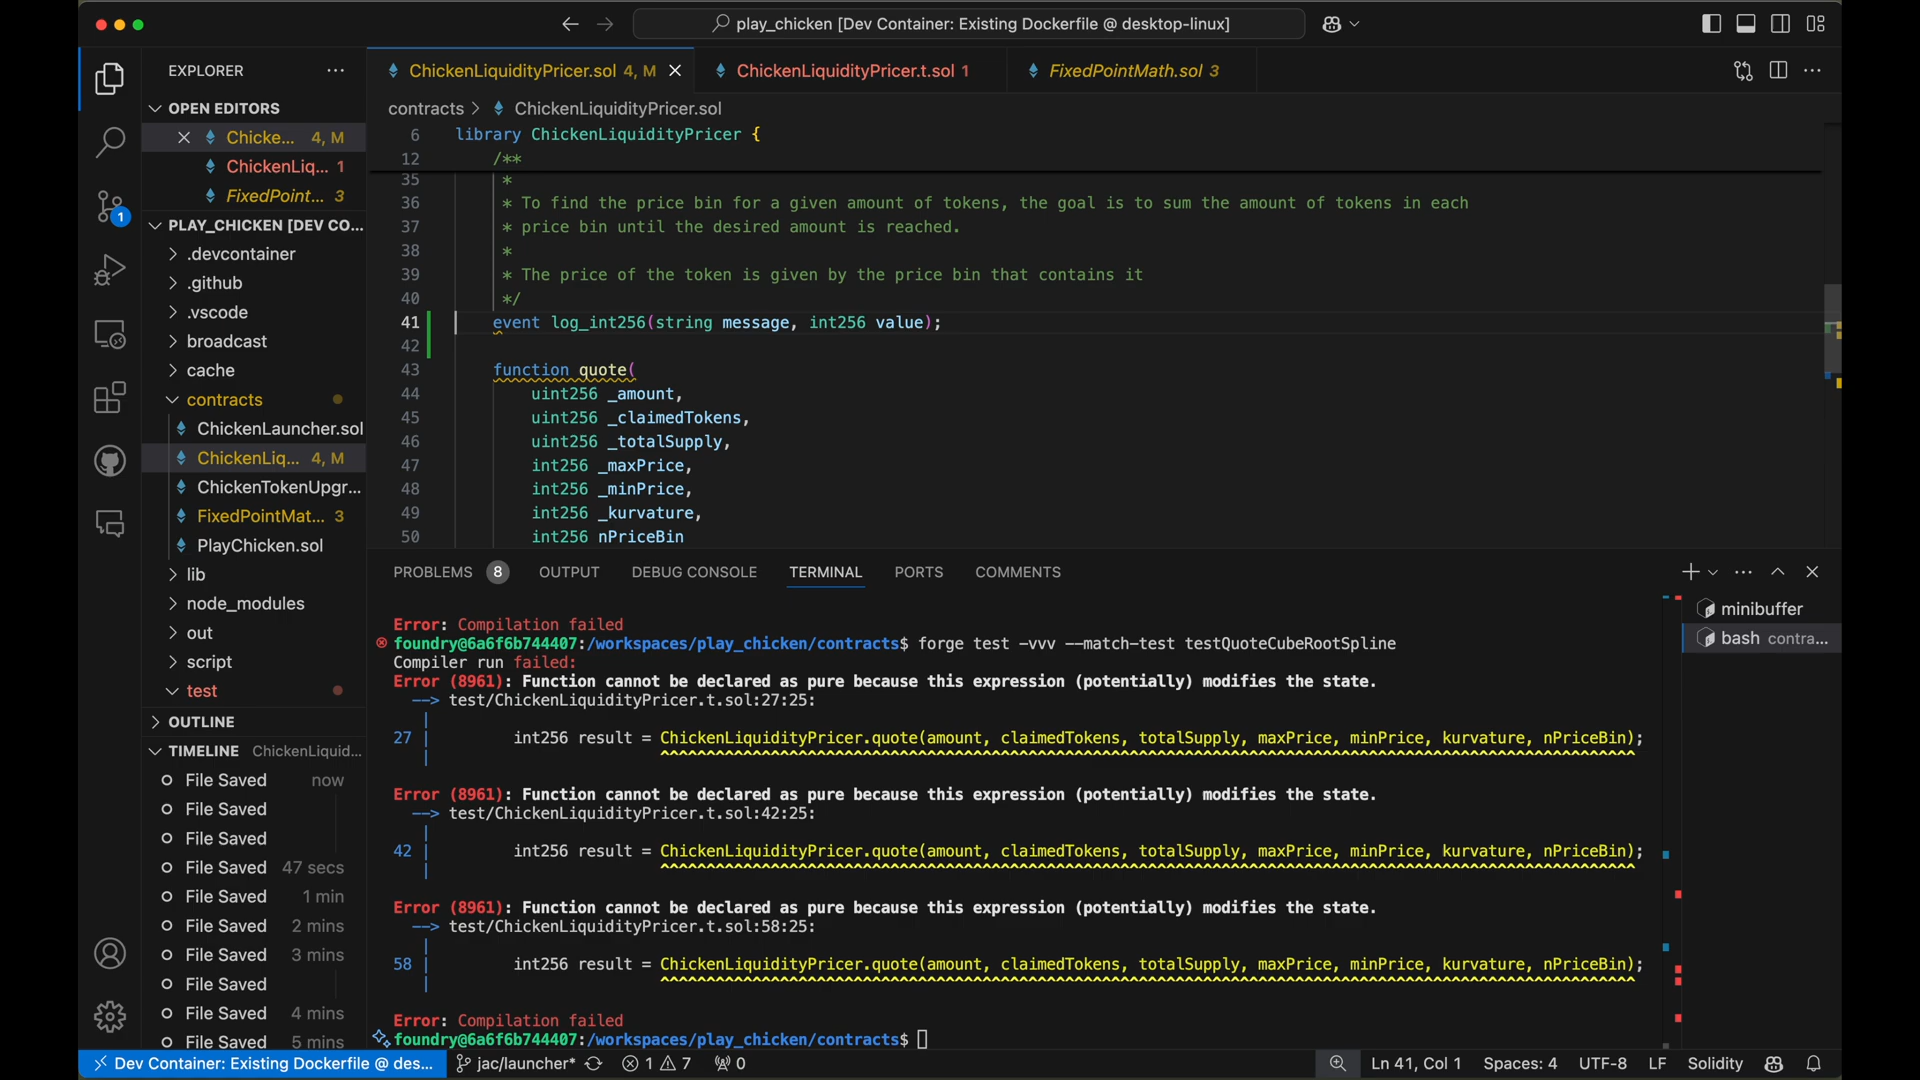 play_chicken [Dev Container: Existing Dockerfile @ desktop-linux]
EXPLORER
OPEN EDITORS
Chicke... 4, M
ChickenLiq... 1
FixedPoint... 3
PLAY_CHICKEN [DEV CO...
.devcontainer
.github
.vscode
broadcast
cache
contracts
ChickenLauncher.sol
ChickenLiq... 4, M
ChickenTokenUpgr...
FixedPointMat... 3
PlayChicken.sol
lib
node_modules
out
script
test
OUTLINE
TIMELINE ChickenLiquid...
File Saved now
File Saved
File Saved
File Saved 47 secs
File Saved 1 min
File Saved 2 mins
File Saved 3 mins
File Saved
File Saved 4 mins
File Saved 5 mins
1
ChickenLiquidityPricer.sol 4, M
ChickenLiquidityPricer.t.sol 1
FixedPointMath.sol 3
contracts > ChickenLiquidityPricer.sol
6 library ChickenLiquidityPricer {
12 /**
35 *
36 * To find the price bin for a given amount of tokens, the goal is to sum the amount of tokens in each
37 * price bin until the desired amount is reached.
38 *
39 * The price of the token is given by the price bin that contains it
40 */
41 event log_int256(string message, int256 value);
42
43 function quote(
44 uint256 _amount,
45 uint256 _claimedTokens,
46 uint256 _totalSupply,
47 int256 _maxPrice,
48 int256 _minPrice,
49 int256 _kurvature,
50 int256 nPriceBin
PROBLEMS 8 OUTPUT DEBUG CONSOLE TERMINAL PORTS COMMENTS
minibuffer
bash contra...
Error: Compilation failed
foundry@6a6f6b744407:/workspaces/play_chicken/contracts$ forge test -vvv --match-test testQuoteCubeRootSpline
Compiler run failed:
Error (8961): Function cannot be declared as pure because this expression (potentially) modifies the state.
--> test/ChickenLiquidityPricer.t.sol:27:25:
|
27 | int256 result = ChickenLiquidityPricer.quote(amount, claimedTokens, totalSupply, maxPrice, minPrice, kurvature, nPriceBin);
| ^^^^^^^^^^^^^^^^^^^^^^^^^^^^^^^^^^^^^^^^^^^^^^^^^^^^^^^^^^^^^^^^^^^^^^^^^^^^^^^^^^^^^^^^^^^^^^^^^^^^^^^^^^
Error (8961): Function cannot be declared as pure because this expression (potentially) modifies the state.
--> test/ChickenLiquidityPricer.t.sol:42:25:
|
42 | int256 result = ChickenLiquidityPricer.quote(amount, claimedTokens, totalSupply, maxPrice, minPrice, kurvature, nPriceBin);
| ^^^^^^^^^^^^^^^^^^^^^^^^^^^^^^^^^^^^^^^^^^^^^^^^^^^^^^^^^^^^^^^^^^^^^^^^^^^^^^^^^^^^^^^^^^^^^^^^^^^^^^^^^^
Error (8961): Function cannot be declared as pure because this expression (potentially) modifies the state.
--> test/ChickenLiquidityPricer.t.sol:58:25:
|
58 | int256 result = ChickenLiquidityPricer.quote(amount, claimedTokens, totalSupply, maxPrice, minPrice, kurvature, nPriceBin);
| ^^^^^^^^^^^^^^^^^^^^^^^^^^^^^^^^^^^^^^^^^^^^^^^^^^^^^^^^^^^^^^^^^^^^^^^^^^^^^^^^^^^^^^^^^^^^^^^^^^^^^^^^^^
Error: Compilation failed
foundry@6a6f6b744407:/workspaces/play_chicken/contracts$
Dev Container: Existing Dockerfile @ des... jac/launcher* 1 7 0 Ln 41, Col 1 Spaces: 4 UTF-8 LF Solidity